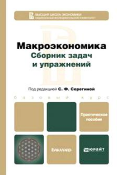 Макроэкономика
Сборник задач и упражнений
Под редакцией С. Ф. Серегиной
Практическое пособие
Бакалавр
юрайт